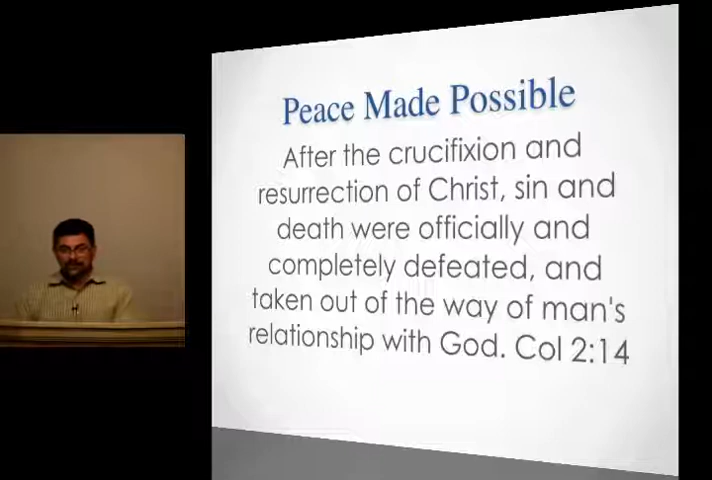 Peace Made Possible
After the crucifixion and
resurrection of Christ, sin and
death were officially and
completely defeated, and
taken out of the way of man's
relationship with God. Col 2:14